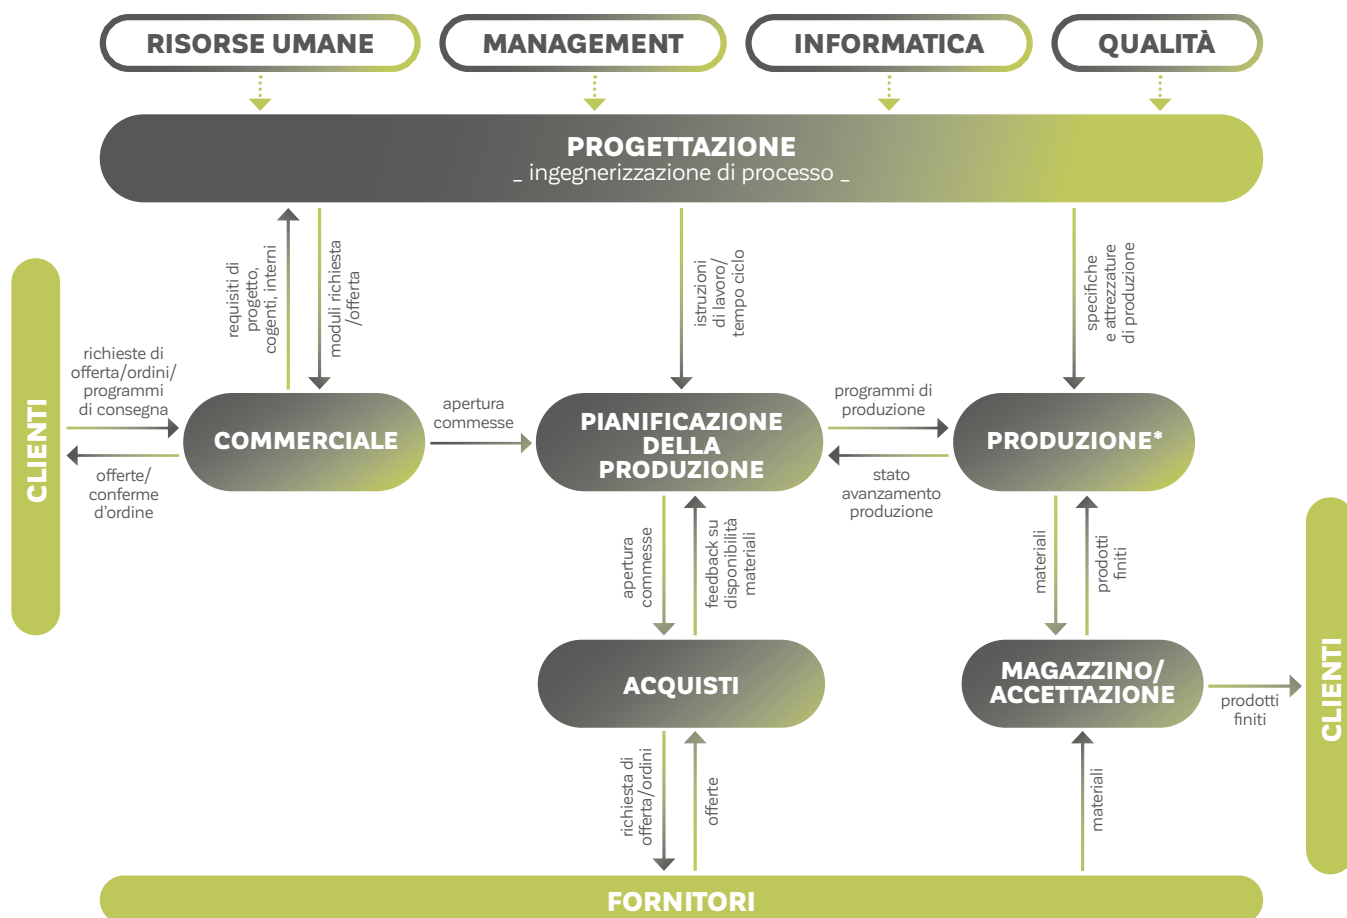 RISORSE UMANE
MANAGEMENT
INFORMATICA
QUALITÀ
PROGETTAZIONE
_ ingegnerizzazione di processo _
requisiti di
progetto,
cogenti, interni
moduli richiesta
/offerta
istruzioni
di lavoro/
tempo ciclo
specifiche
e attrezzature
di produzione
CLIENTI
richieste di
offerta/ordini/
programmi
di consegna
offerte/
conferme
d'ordine
COMMERCIALE
apertura
commesse
PIANIFICAZIONE
DELLA
PRODUZIONE
programmi di
produzione
stato
avanzamento
produzione
PRODUZIONE*
apertura
commesse
feedback su
disponibilità
materiali
materiali
prodotti
finiti
ACQUISTI
MAGAZZINO/
ACCETTAZIONE
prodotti
finiti
CLIENTI
richiesta di
offerta/ordini
offerte
materiali
FORNITORI